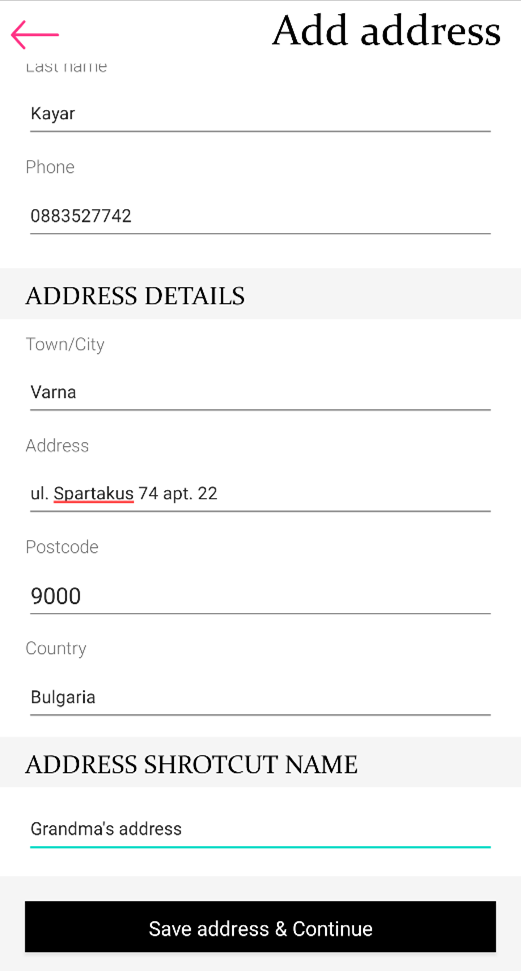 Add address
Last name
Kayar
Phone
0883527742
ADDRESS DETAILS
Town/City
Varna
Address
ul. Spartakus 74 apt. 22
Postcode
9000
Country
Bulgaria
ADDRESS SHROTCUT NAME
Grandma's address
Save address & Continue